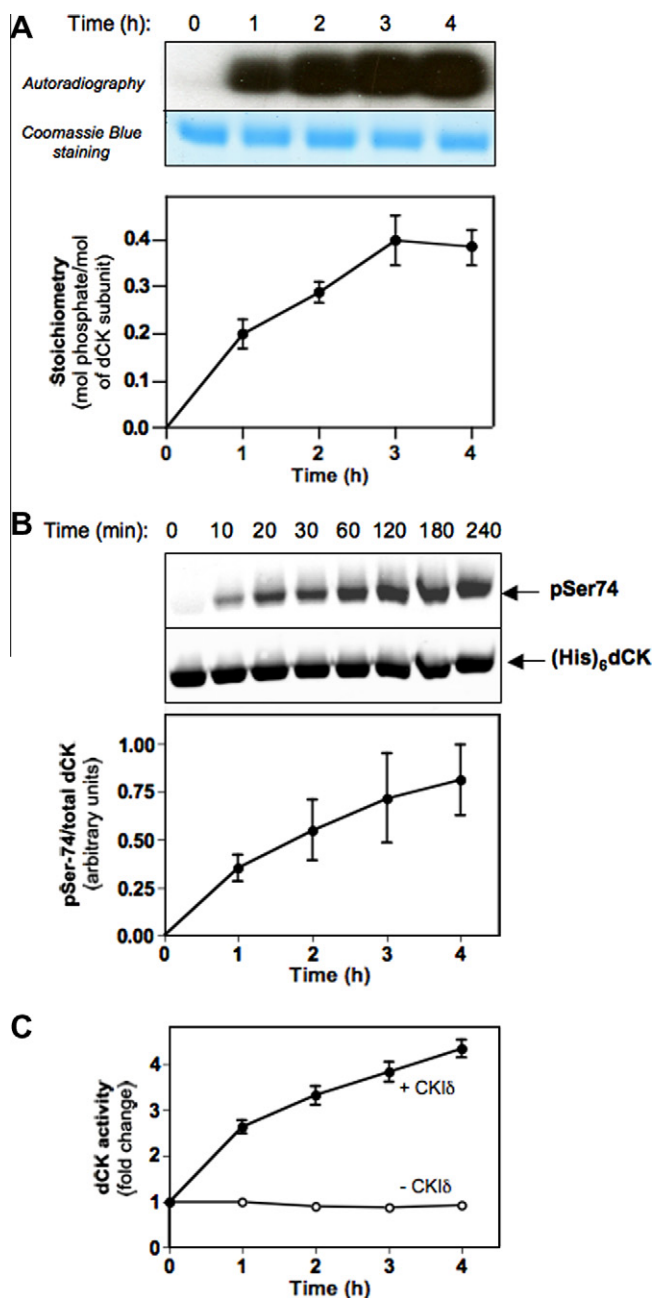 A
Time (h): 0 1 2 3 4
Autoradiography
Coomassie Blue
staining
Stoichiometry
(mol phosphate/mol
of dCK subunit)
0.4
0.3
0.2
0.1
0.0
0 1 2 3 4
Time (h)
B
Time (min): 0 10 20 30 60 120 180 240
pSer74
(His)₆dCK
pSer-74/total dCK
(arbitrary units)
1.00
0.75
0.50
0.25
0.00
0 1 2 3 4
Time (h)
C
dCK activity
(fold change)
4
3
2
1
0
+ CKIδ
- CKIδ
0 1 2 3 4
Time (h)